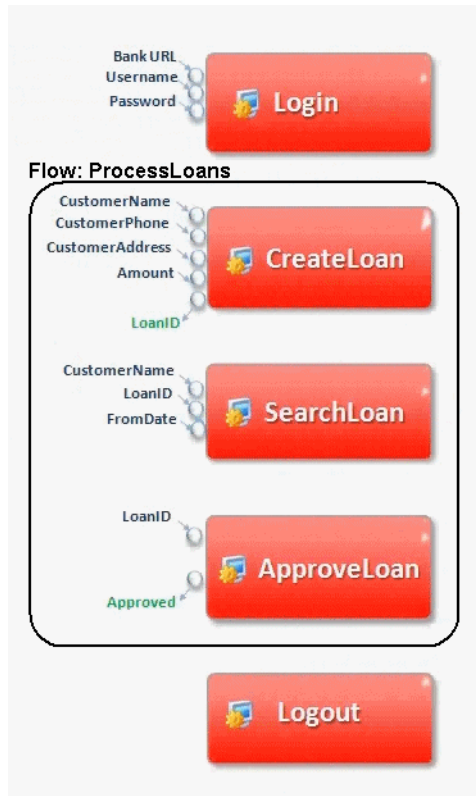 Bank URL
Username
Password
Login
Flow: ProcessLoans
CustomerName
CustomerPhone
CustomerAddress
Amount
LoanID
CreateLoan
CustomerName
LoanID
FromDate
SearchLoan
LoanID
Approved
ApproveLoan
Logout